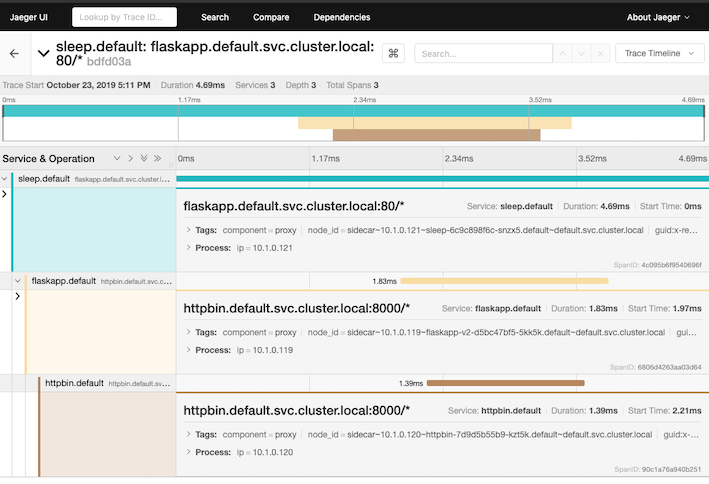 Jaeger UI Lookup by Trace ID... Search Compare Dependencies About Jaeger
sleep.default: flaskapp.default.svc.cluster.local:
80/* bdfd03a ⌘ Search... Trace Timeline
Trace Start October 23, 2019 5:11 PM Duration 4.69ms Services 3 Depth 3 Total Spans 3
0ms 1.17ms 2.34ms 3.52ms 4.69ms
Service & Operation 0ms 1.17ms 2.34ms 3.52ms 4.69ms
sleep.default flaskapp.default.svc.cluster.l...
flaskapp.default.svc.cluster.local:80/* Service: sleep.default Duration: 4.69ms Start Time: 0ms
Tags: component = proxy node_id = sidecar~10.1.0.121~sleep-6c9c898f6c-snzx5.default~default.svc.cluster.local guid:x-re...
Process: ip = 10.1.0.121
SpanID: 4c095b6f9540696f
flaskapp.default httpbin.default.svc.c... 1.83ms
httpbin.default.svc.cluster.local:8000/* Service: flaskapp.default Duration: 1.83ms Start Time: 1.97ms
Tags: component = proxy node_id = sidecar~10.1.0.119~flaskapp-v2-d5bc47bf5-5kk5k.default~default.svc.cluster.local gui...
Process: ip = 10.1.0.119
SpanID: 6806d4263aa03d64
httpbin.default httpbin.default.sv... 1.39ms
httpbin.default.svc.cluster.local:8000/* Service: httpbin.default Duration: 1.39ms Start Time: 2.21ms
Tags: component = proxy node_id = sidecar~10.1.0.120~httpbin-7d9d5b55b9-kzt5k.default~default.svc.cluster.local guid:x-...
Process: ip = 10.1.0.120
SpanID: 90c1a76a940b251